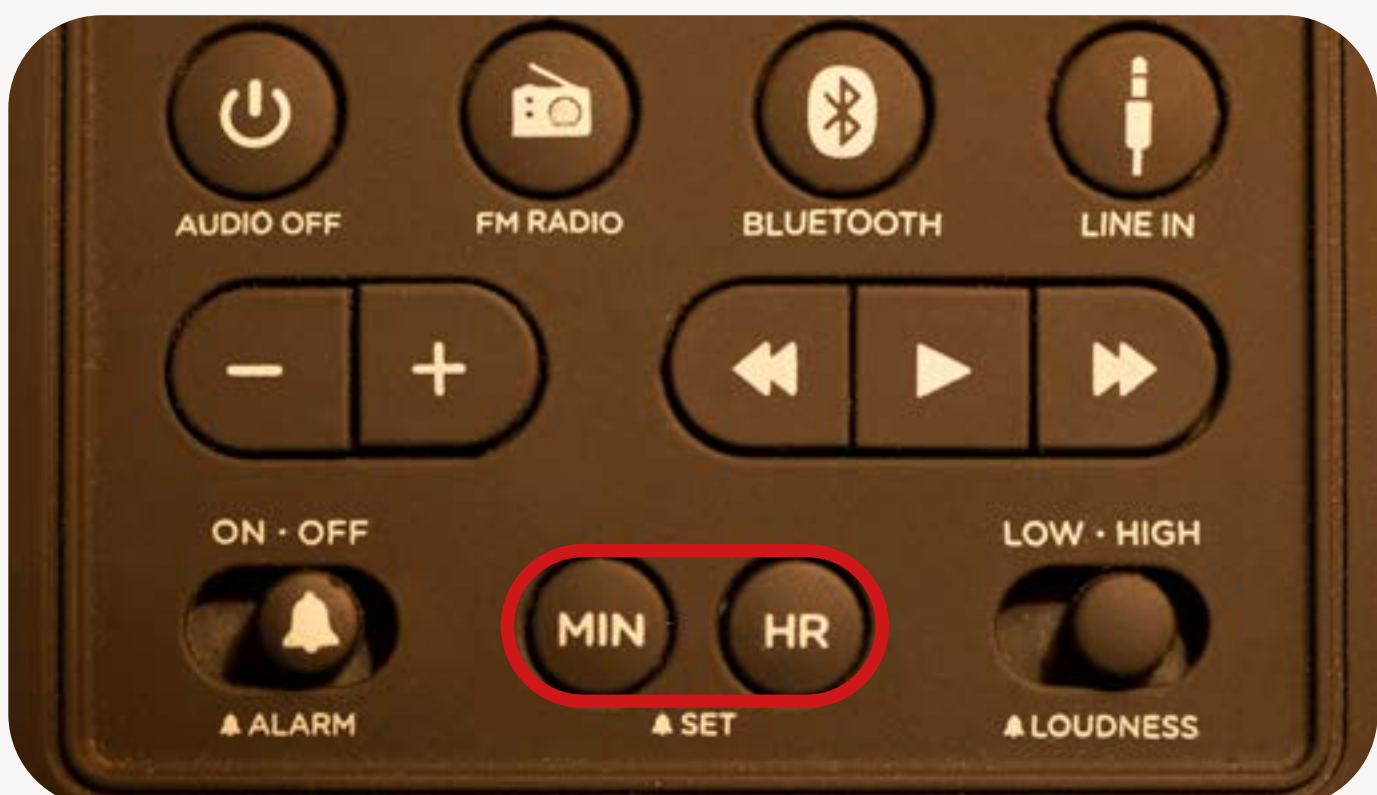 AUDIO OFF
FM RADIO
BLUETOOTH
LINE IN
ON · OFF
LOW · HIGH
MIN
HR
ALARM
SET
LOUDNESS